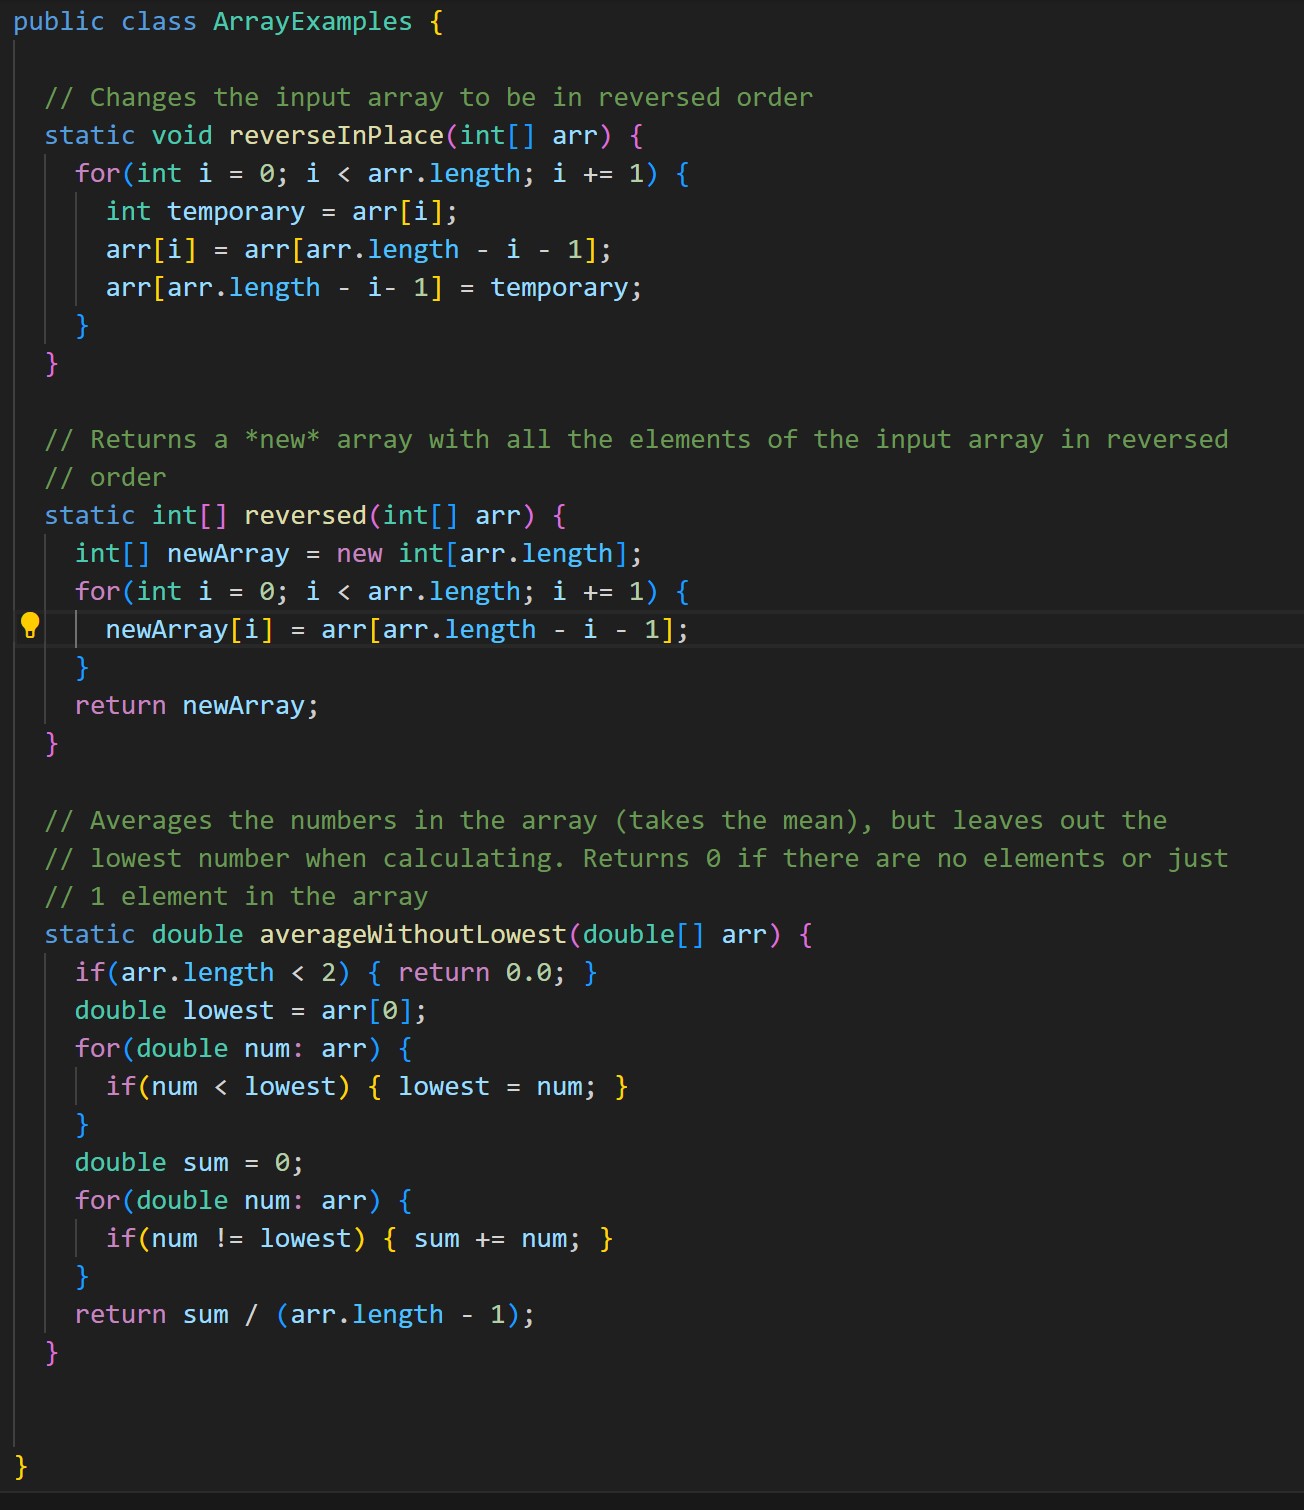 public class ArrayExamples {
// Changes the input array to be in reversed order
static void reverseInPlace(int[] arr) {
for(int i = 0; i < arr.length; i += 1) {
int temporary = arr[i];
arr[i] = arr[arr.length - i - 1];
arr[arr.length - i- 1] = temporary;
}
}
// Returns a *new* array with all the elements of the input array in reversed
// order
static int[] reversed(int[] arr) {
int[] newArray = new int[arr.length];
for(int i = 0; i < arr.length; i += 1) {
newArray[i] = arr[arr.length - i - 1];
}
return newArray;
}
// Averages the numbers in the array (takes the mean), but leaves out the
// lowest number when calculating. Returns 0 if there are no elements or just
// 1 element in the array
static double averageWithoutLowest(double[] arr) {
if(arr.length < 2) { return 0.0; }
double lowest = arr[0];
for(double num: arr) {
if(num < lowest) { lowest = num; }
}
double sum = 0;
for(double num: arr) {
if(num != lowest) { sum += num; }
}
return sum / (arr.length - 1);
}
}